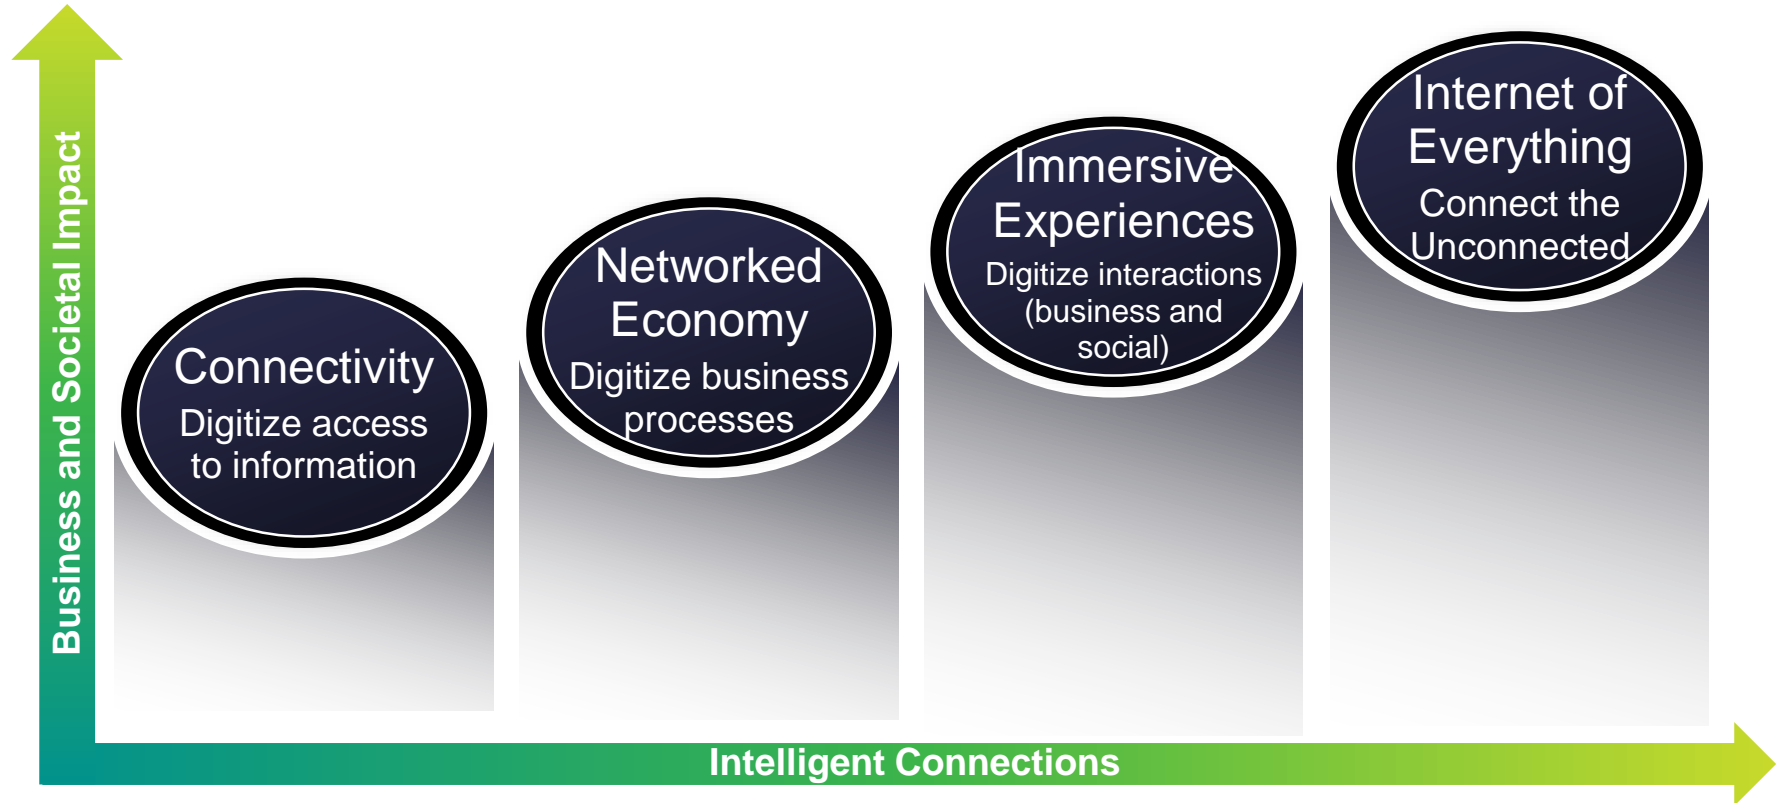 Business and Societal Impact
Connectivity
Digitize access
to information
Networked
Economy
Digitize business
processes
Immersive
Experiences
Digitize interactions
(business and
social)
Internet of
Everything
Connect the
Unconnected
Intelligent Connections